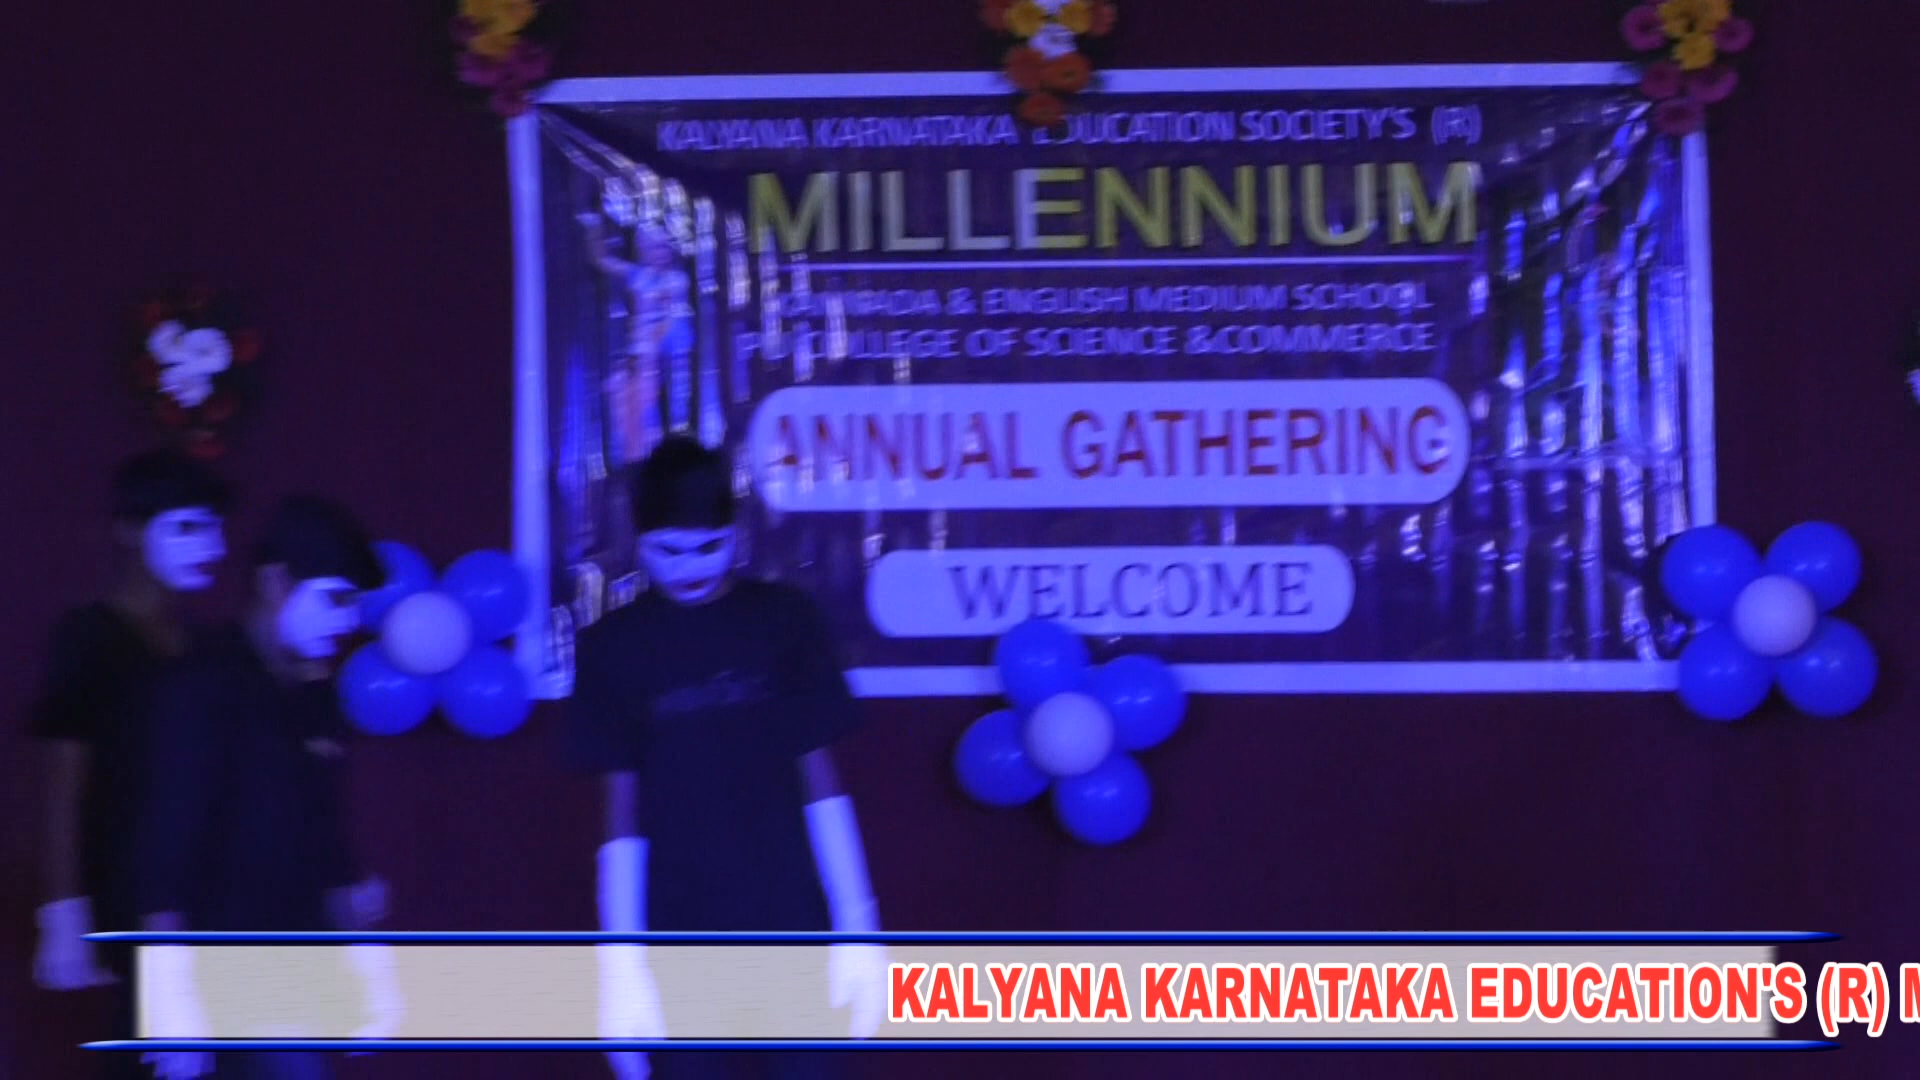 KALYANA KARNATAKA EDUCATION SOCIETY'S (R)
MILLENNIUM
KANNADA & ENGLISH MEDIUM SCHOOL
PU COLLEGE OF SCIENCE &COMMERCE
ANNUAL GATHERING
WELCOME
KALYANA KARNATAKA EDUCATION'S (R)